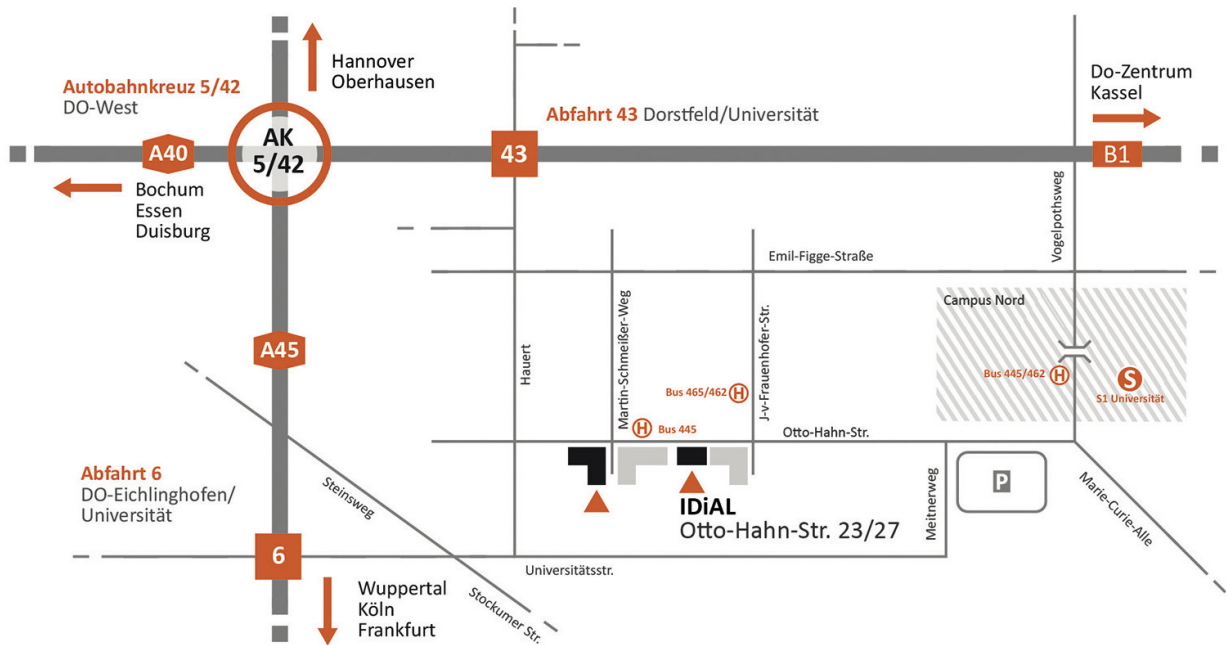 Hannover
Oberhausen
Autobahnkreuz 5/42
DO-West
Do-Zentrum
Kassel
Abfahrt 43 Dorstfeld/Universität
AK
5/42
A40
43
B1
Bochum
Essen
Duisburg
Vogelpothsweg
Emil-Figge-Straße
Campus Nord
Martin-Schmeißer-Weg
J-v-Frauenhofer-Str.
A45
Hauert
Bus 465/462 H
Bus 445/462 H
S
S1 Universität
H Bus 445
Otto-Hahn-Str.
Abfahrt 6
DO-Eichlinghofen/
Universität
Steinsweg
IDiAL
Otto-Hahn-Str. 23/27
Meitnerweg
P
Marie-Curie-Alle
6
Universitätsstr.
Stockumer Str.
Wuppertal
Köln
Frankfurt